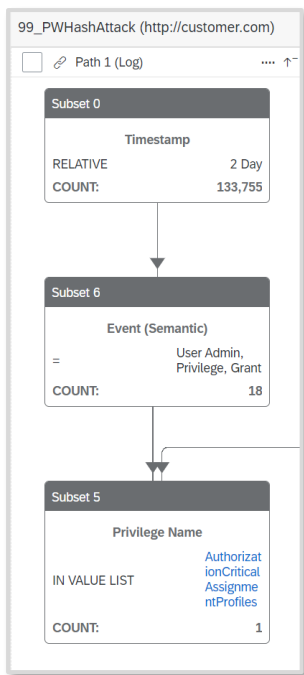 99_PWHashAttack (http://customer.com)
Path 1 (Log)
Subset 0
Timestamp
RELATIVE 2 Day
COUNT: 133,755
Subset 6
Event (Semantic)
= User Admin,
Privilege, Grant
COUNT: 18
Subset 5
Privilege Name
IN VALUE LIST Authorizat
ionCritical
Assignme
ntProfiles
COUNT: 1